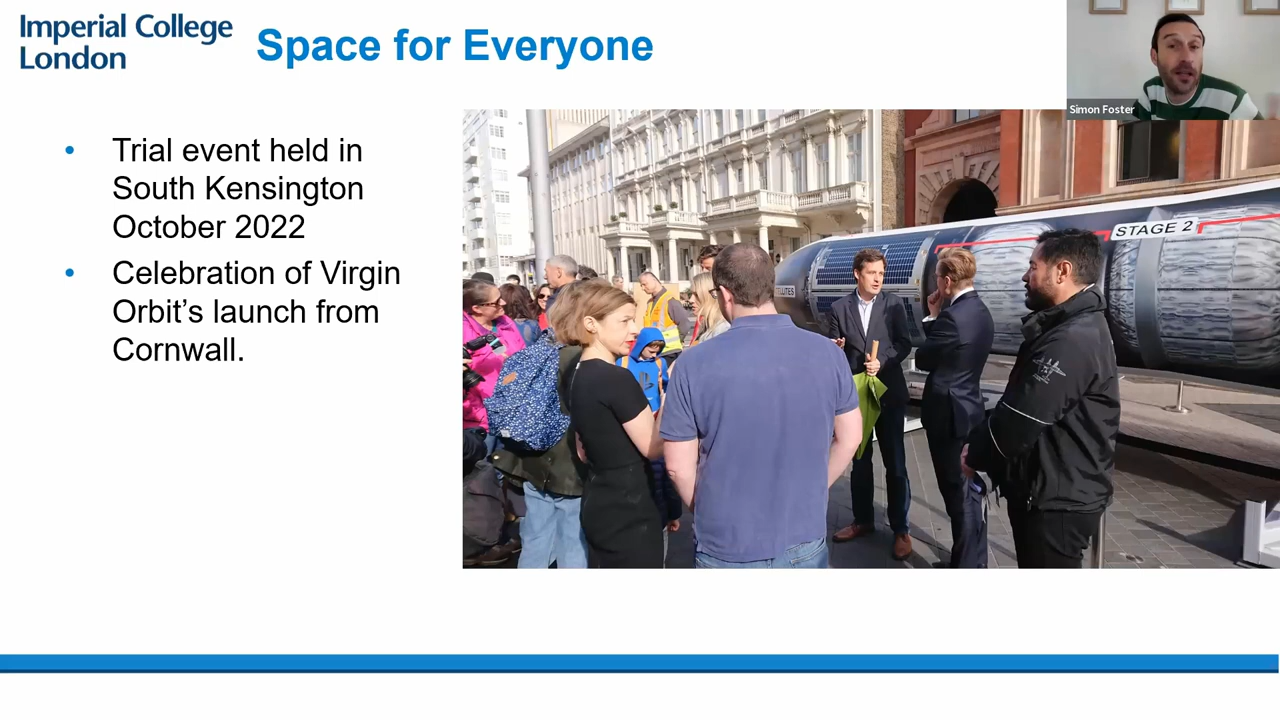 Imperial College
London
Space for Everyone
Simon Foster
• Trial event held in
South Kensington
October 2022
• Celebration of Virgin
Orbit’s launch from
Cornwall.
STAGE 2